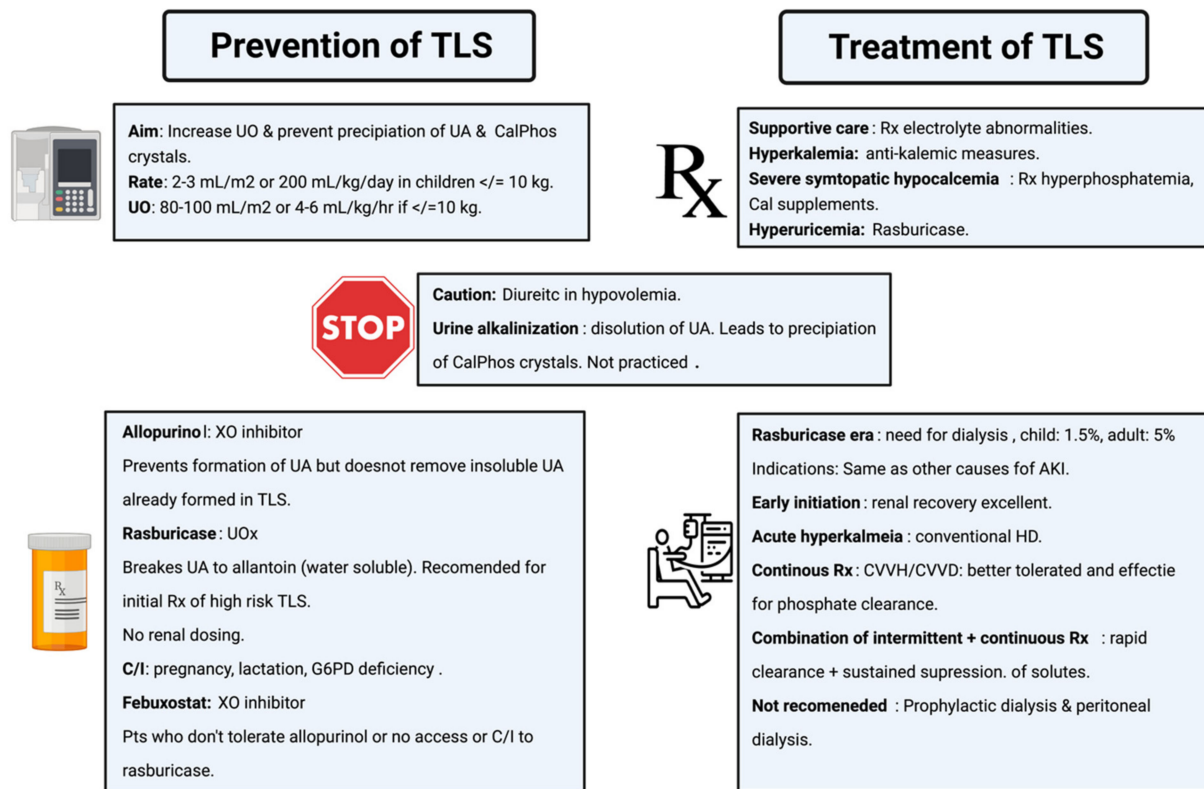 Prevention of TLS
Aim: Increase UO & prevent precipiation of UA & CalPhos
crystals.
Rate: 2-3 mL/m2 or 200 mL/kg/day in children </= 10 kg.
UO: 80-100 mL/m2 or 4-6 mL/kg/hr if </=10 kg.
Treatment of TLS
Rx
Supportive care : Rx electrolyte abnormalities.
Hyperkalemia: anti-kalemic measures.
Severe symtopatic hypocalcemia : Rx hyperphosphatemia,
Cal supplements.
Hyperuricemia: Rasburicase.
STOP
Caution: Diureitc in hypovolemia.
Urine alkalinization : disolution of UA. Leads to precipiation
of CalPhos crystals. Not practiced .
Rx
Allopurinol: XO inhibitor
Prevents formation of UA but doesnot remove insoluble UA
already formed in TLS.
Rasburicase : UOx
Breakes UA to allantoin (water soluble). Recomended for
initial Rx of high risk TLS.
No renal dosing.
C/I: pregnancy, lactation, G6PD deficiency .
Febuxostat: XO inhibitor
Pts who don't tolerate allopurinol or no access or C/I to
rasburicase.
Rasburicase era : need for dialysis , child: 1.5%, adult: 5%
Indications: Same as other causes fof AKI.
Early initiation : renal recovery excellent.
Acute hyperkalmeia : conventional HD.
Continous Rx : CVVH/CVVD: better tolerated and effectie
for phosphate clearance.
Combination of intermittent + continuous Rx : rapid
clearance + sustained supression. of solutes.
Not recomeneded : Prophylactic dialysis & peritoneal
dialysis.